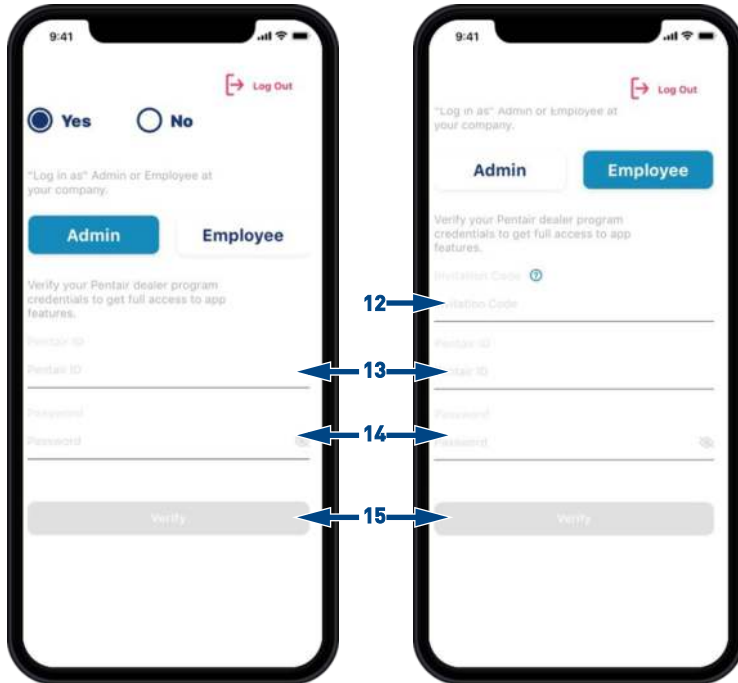 9:41
Log Out
Yes
No
"Log in as" Admin or Employee at
your company.
Admin
Employee
Verify your Pentair dealer program
credentials to get full access to app
features.
Pentair ID
Pentair ID
Password
Password
Verify
12
13
14
15
9:41
Log Out
"Log in as" Admin or Employee at
your company.
Admin
Employee
Verify your Pentair dealer program
credentials to get full access to app
features.
Invitation Code ?
Invitation Code
Pentair ID
Pentair ID
Password
Password
Verify